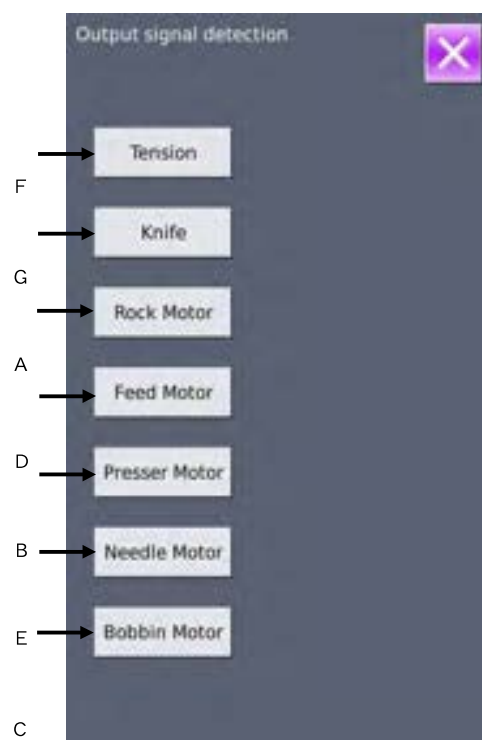 Output signal detection
Tension
F
Knife
G
Rock Motor
A
Feed Motor
D
Presser Motor
B
Needle Motor
E
Bobbin Motor
C